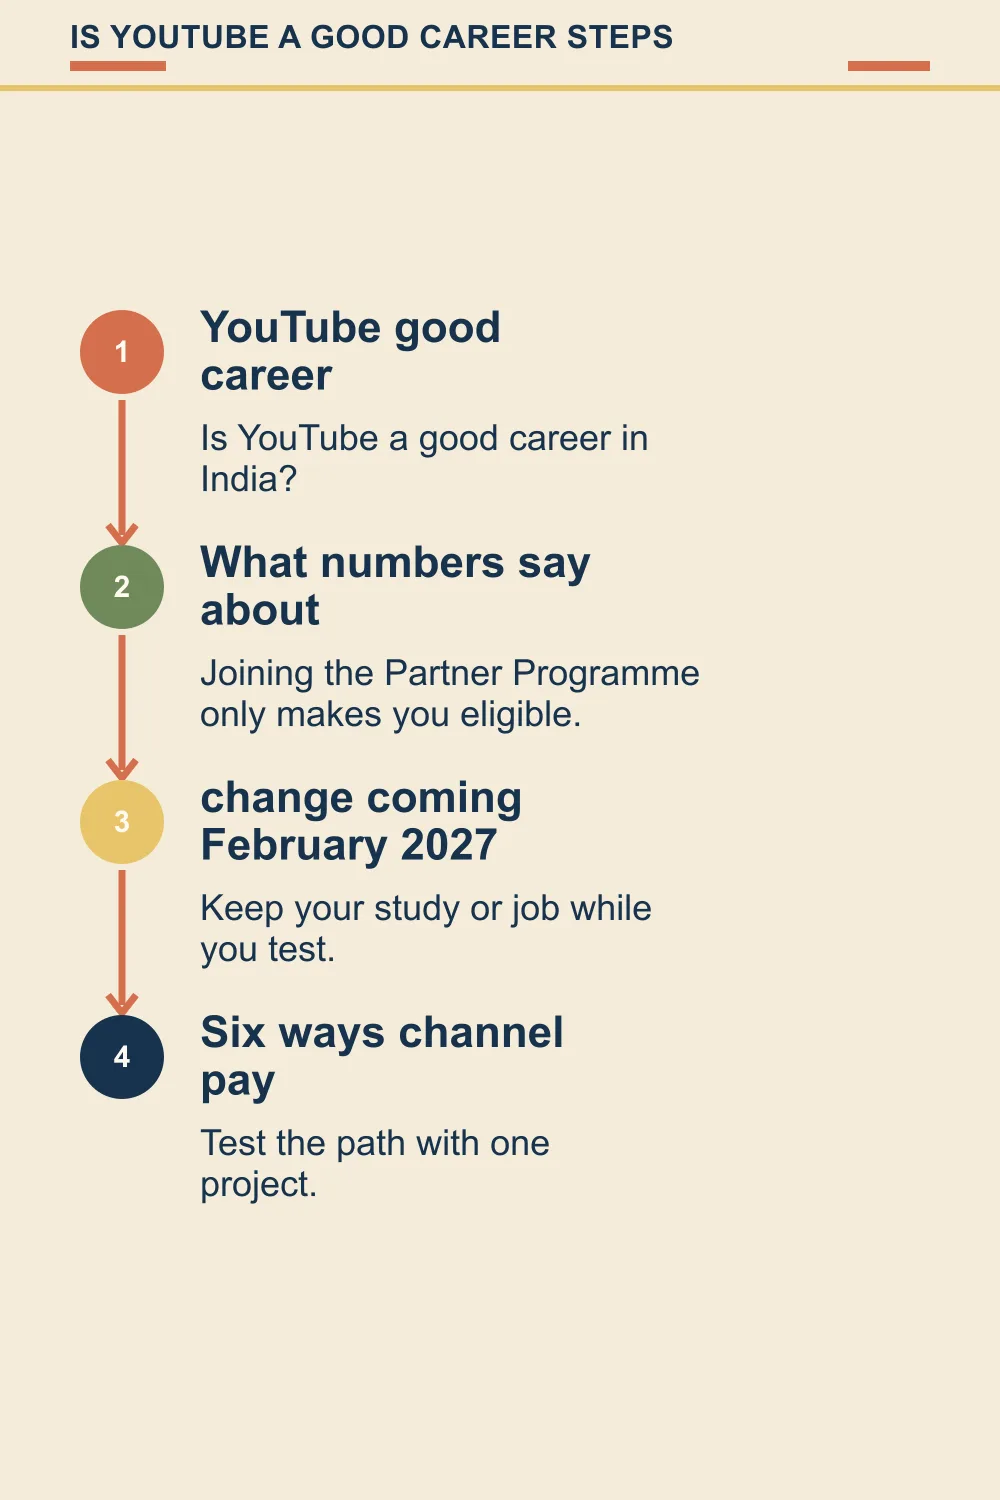 IS YOUTUBE A GOOD CAREER STEPS
1
YouTube good
career
Is YouTube a good career in
India?
2
What numbers say
about
Joining the Partner Programme
only makes you eligible.
3
change coming
February 2027
Keep your study or job while
you test.
4
Six ways channel
pay
Test the path with one
project.